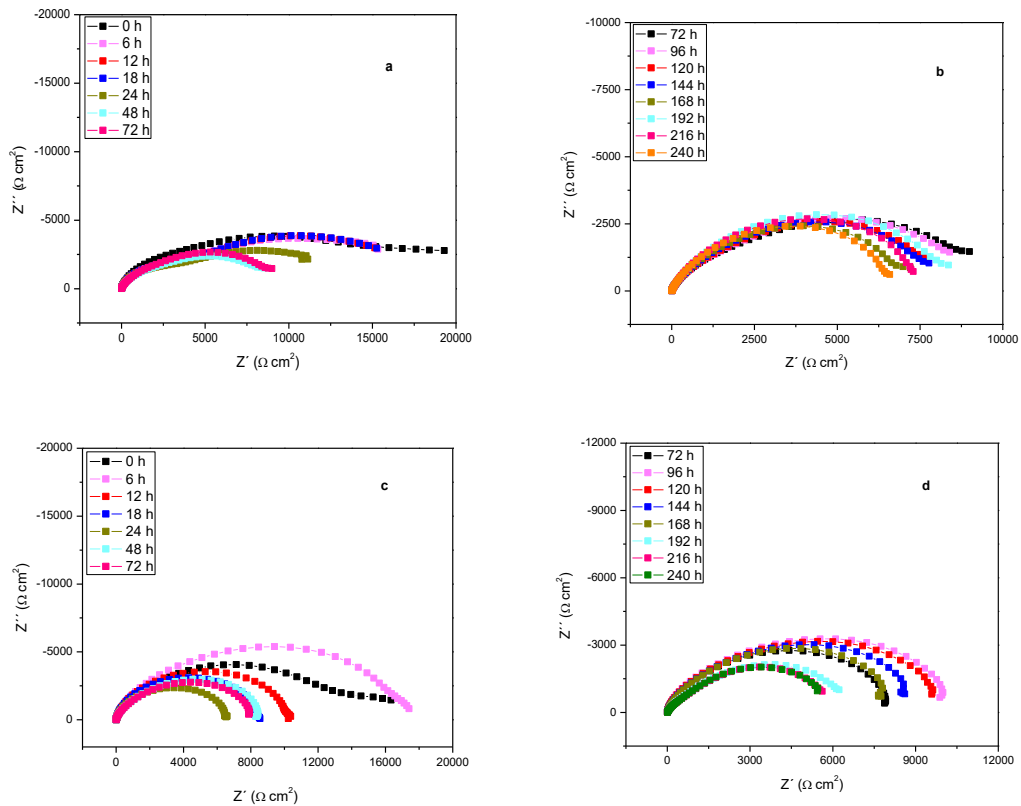 -20000
-15000
-10000
-5000
0
0
5000
10000
15000
20000
Z´´ (Ω cm²)
Z´ (Ω cm²)
0 h
6 h
12 h
18 h
24 h
48 h
72 h
a
-10000
-7500
-5000
-2500
0
0
2500
5000
7500
10000
Z´´ (Ω cm²)
Z´ (Ω cm²)
72 h
96 h
120 h
144 h
168 h
192 h
216 h
240 h
b
-20000
-15000
-10000
-5000
0
0
4000
8000
12000
16000
20000
Z´´ (Ω cm²)
Z´ (Ω cm²)
0 h
6 h
12 h
18 h
24 h
48 h
72 h
c
-12000
-9000
-6000
-3000
0
0
3000
6000
9000
12000
Z´´ (Ω cm²)
Z´ (Ω cm²)
72 h
96 h
120 h
144 h
168 h
192 h
216 h
240 h
d